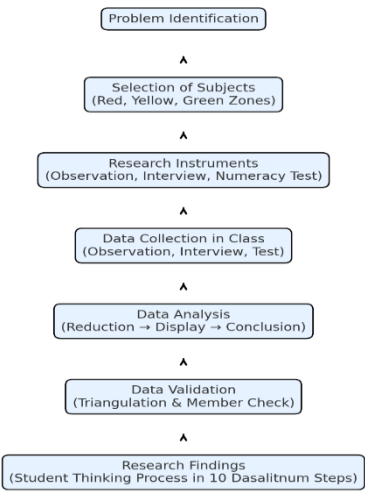 Problem Identification
Selection of Subjects
(Red, Yellow, Green Zones)
Research Instruments
(Observation, Interview, Numeracy Test)
Data Collection in Class
(Observation, Interview, Test)
Data Analysis
(Reduction → Display → Conclusion)
Data Validation
(Triangulation & Member Check)
Research Findings
(Student Thinking Process in 10 Dasalitnum Steps)